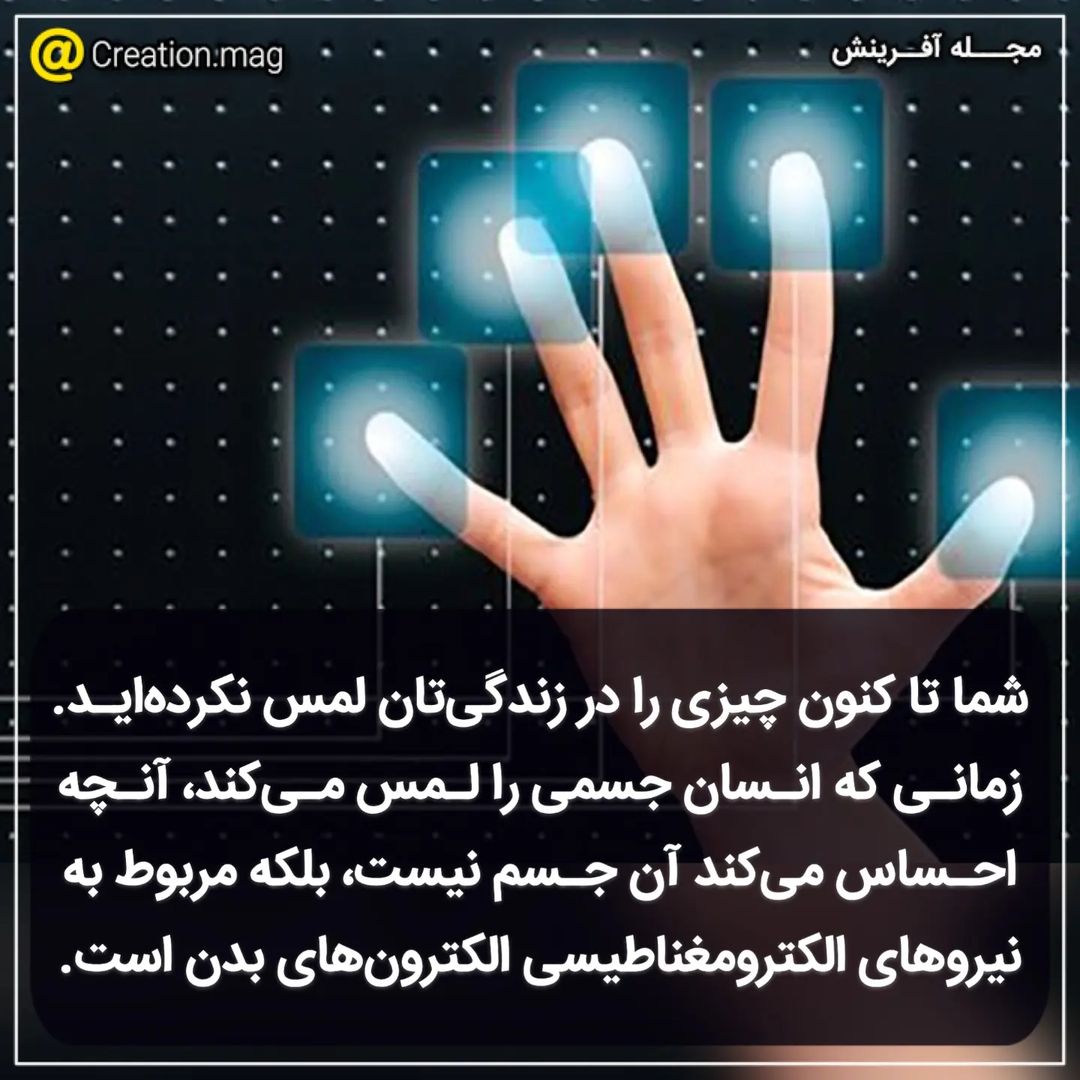 @Creation.mag
مجله آفرینش
شما تا کنون چیزی را در زندگی‌تان لمس نکرده‌اید.
زمانی که انسان جسمی را لمس می‌کند، آنچه
احساس می‌کند آن جسم نیست، بلکه مربوط به
نیروهای الکترومغناطیسی الکترون‌های بدن است.